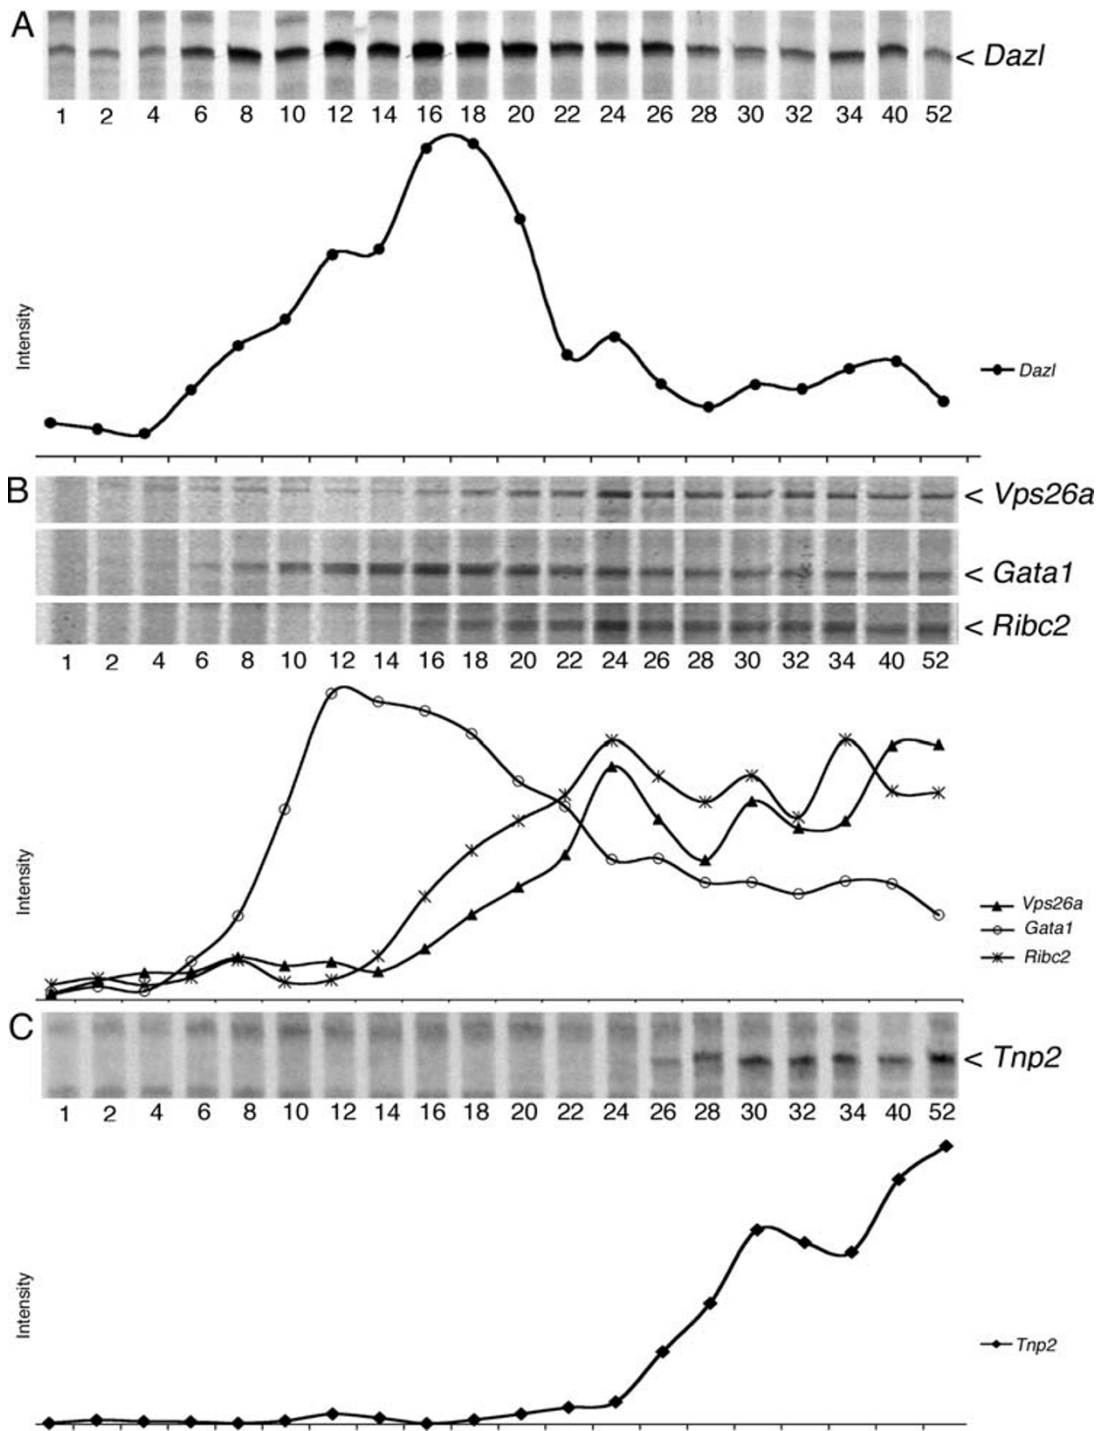 A
< Dazl
1 2 4 6 8 10 12 14 16 18 20 22 24 26 28 30 32 34 40 52
Intensity
Dazl
B
< Vps26a
< Gata1
< Ribc2
1 2 4 6 8 10 12 14 16 18 20 22 24 26 28 30 32 34 40 52
Intensity
Vps26a
Gata1
Ribc2
C
< Tnp2
1 2 4 6 8 10 12 14 16 18 20 22 24 26 28 30 32 34 40 52
Intensity
Tnp2